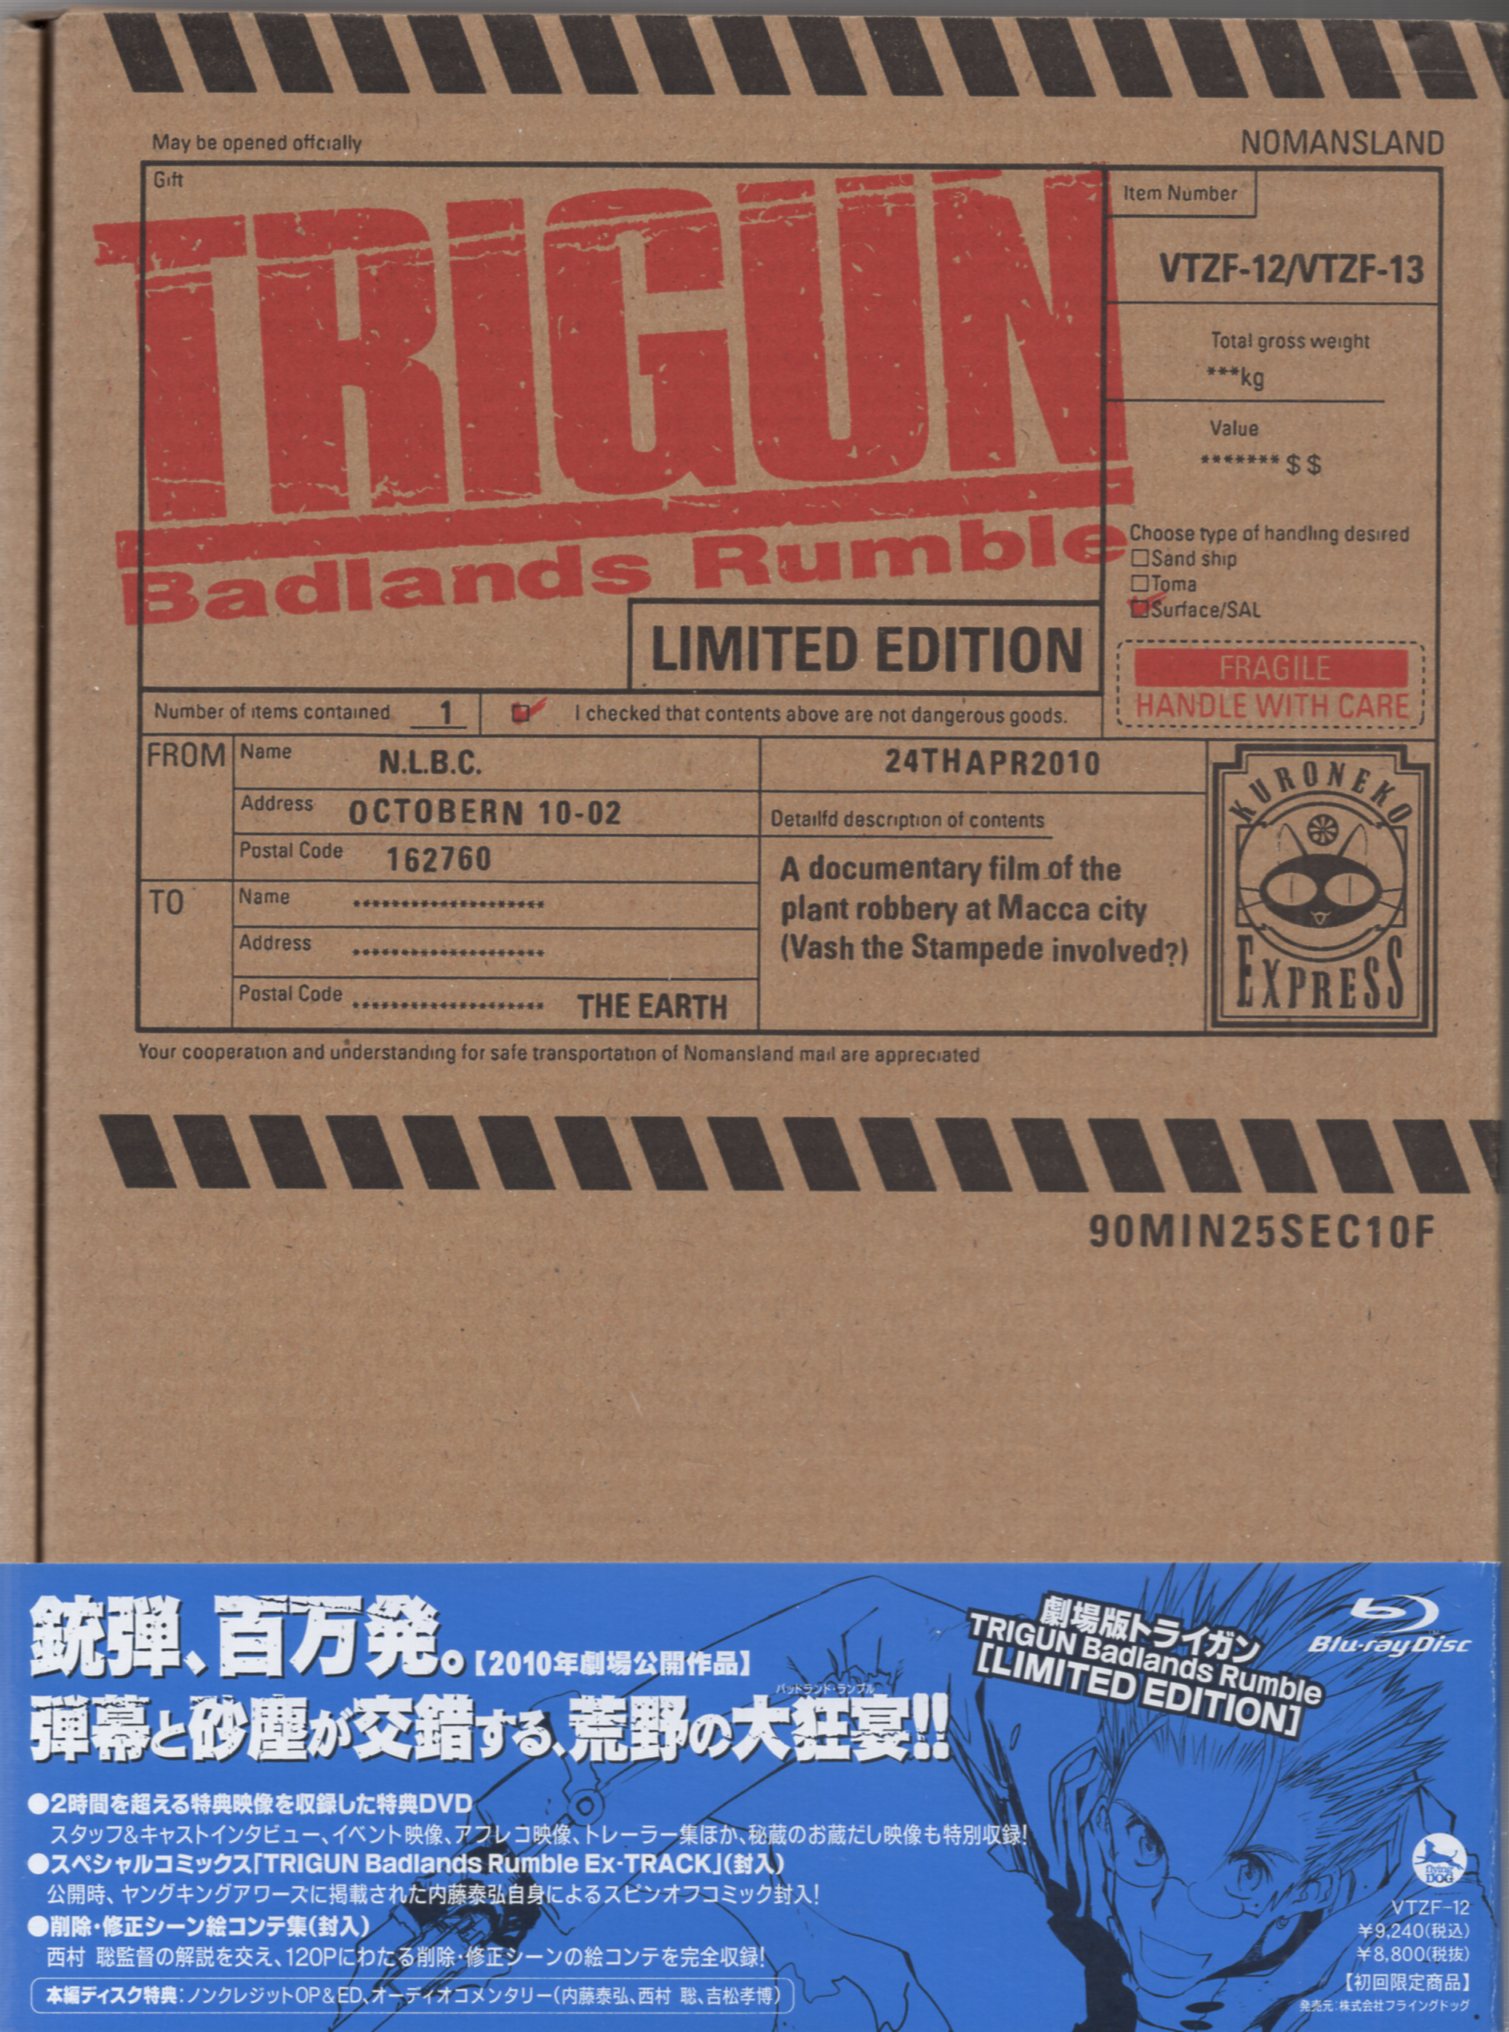 May be opened offcially
NOMANSLAND
Gift
TRIGUN
Badlands Rumble
LIMITED EDITION
Item Number
VTZF-12/VTZF-13
Total gross weight
***kg
Value
*******$$
Choose type of handling desired
Sand ship
Toma
Surface/SAL
FRAGILE
HANDLE WITH CARE
Number of items contained 1
I checked that contents above are not dangerous goods.
FROM
Name N.L.B.C.
Address OCTOBERN 10-02
Postal Code 162760
TO
Name ********************
Address ********************
Postal Code ******************** THE EARTH
24THAPR2010
Detailfd description of contents
A documentary film of the
plant robbery at Macca city
(Vash the Stampede involved?)
KURONEKO
EXPRESS
Your cooperation and understanding for safe transportation of Nomansland mail are appreciated
90MIN25SEC10F
銃弾、百万発。【2010年劇場公開作品】
バッドランド・ランブル
弾幕と砂塵が交錯する、荒野の大狂宴!!
劇場版トライガン
TRIGUN Badlands Rumble
[LIMITED EDITION]
Blu-ray Disc
●2時間を超える特典映像を収録した特典DVD
スタッフ&キャストインタビュー、イベント映像、アフレコ映像、トレーラー集ほか、秘蔵のお蔵だし映像も特別収録!
●スペシャルコミックス「TRIGUN Badlands Rumble Ex-TRACK」(封入)
公開時、ヤングキングアワーズに掲載された内藤泰弘自身によるスピンオフコミック封入!
●削除・修正シーン絵コンテ集(封入)
西村 聡監督の解説を交え、120Pにわたる削除・修正シーンの絵コンテを完全収録!
本編ディスク特典:ノンクレジットOP&ED、オーディオコメンタリー(内藤泰弘、西村 聡、吉松孝博)
FLYING DOG
VTZF-12
¥9,240(税込)
¥8,800(税抜)
【初回限定商品】
発売元:株式会社フライングドッグ